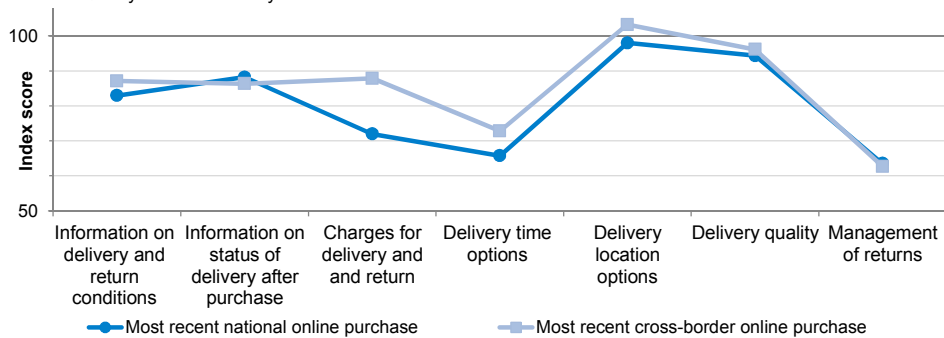 100
Index score
50
Information on
delivery and
return
conditions
Information on
status of
delivery after
purchase
Charges for
delivery and
and return
Delivery time
options
Delivery
location
options
Delivery quality
Management
of returns
Most recent national online purchase
Most recent cross-border online purchase